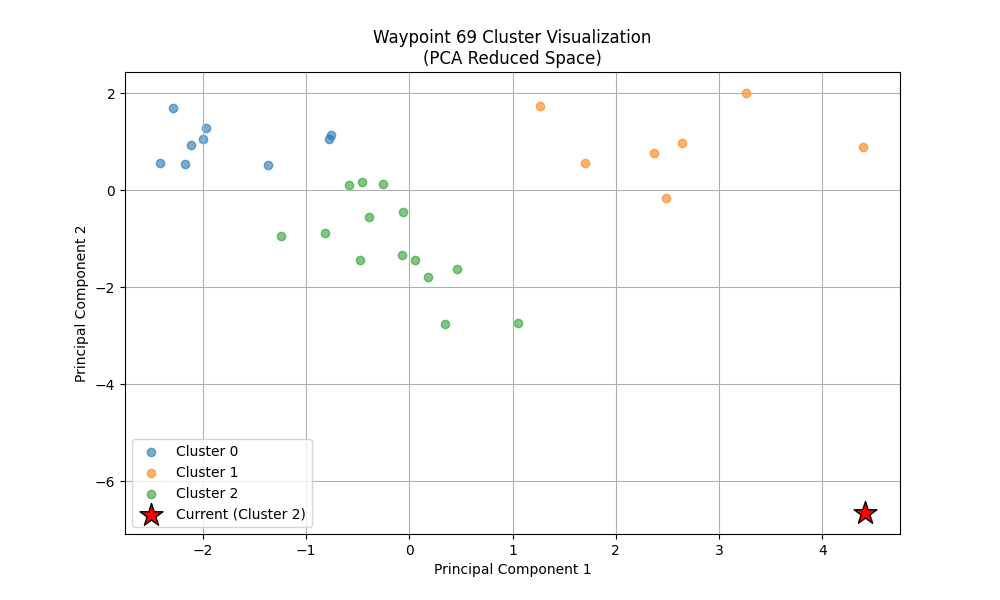 Waypoint 69 Cluster Visualization
(PCA Reduced Space)
Principal Component 2
2
0
−2
−4
−6
Cluster 0
Cluster 1
Cluster 2
Current (Cluster 2)
−2
−1
0
1
2
3
4
Principal Component 1